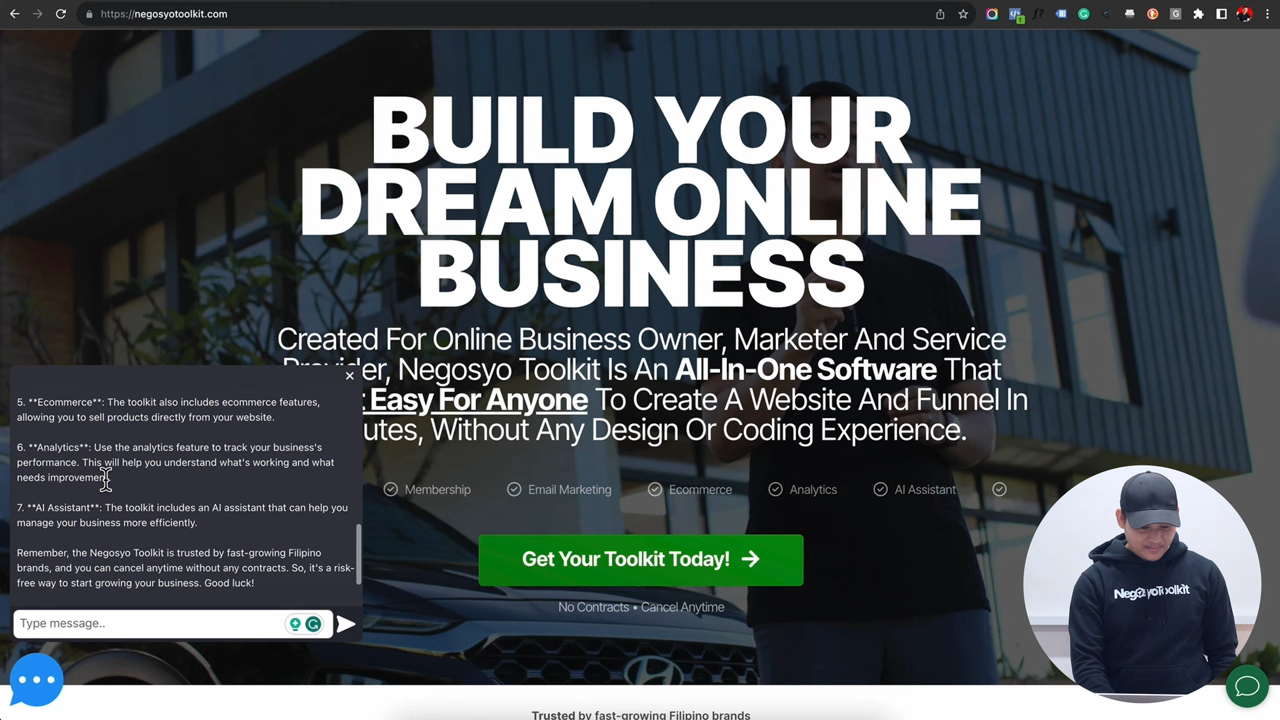 https://negosyotoolkit.com
BUILD YOUR
DREAM ONLINE
BUSINESS
Created For Online Business Owner, Marketer And Service
Provider, Negosyo Toolkit Is An All-In-One Software That
Easy For Anyone To Create A Website And Funnel In
utes, Without Any Design Or Coding Experience.
Membership
Email Marketing
Ecommerce
Analytics
AI Assistant
Get Your Toolkit Today!
No Contracts • Cancel Anytime
Trusted by fast-growing Filipino brands
5. **Ecommerce**: The toolkit also includes ecommerce features,
allowing you to sell products directly from your website.
6. **Analytics**: Use the analytics feature to track your business's
performance. This will help you understand what's working and what
needs improvement.
7. **AI Assistant**: The toolkit includes an AI assistant that can help you
manage your business more efficiently.
Remember, the Negosyo Toolkit is trusted by fast-growing Filipino
brands, and you can cancel anytime without any contracts. So, it's a risk-
free way to start growing your business. Good luck!
Type message..
NegosyoToolkit